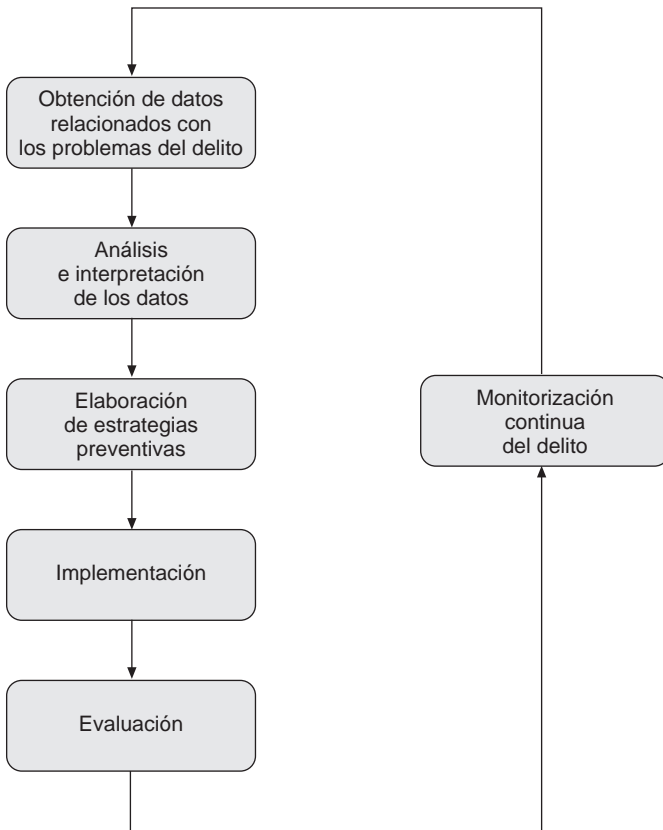 Obtención de datos
relacionados con
los problemas del delito
Análisis
e interpretación
de los datos
Elaboración
de estrategias
preventivas
Implementación
Evaluación
Monitorización
continua
del delito